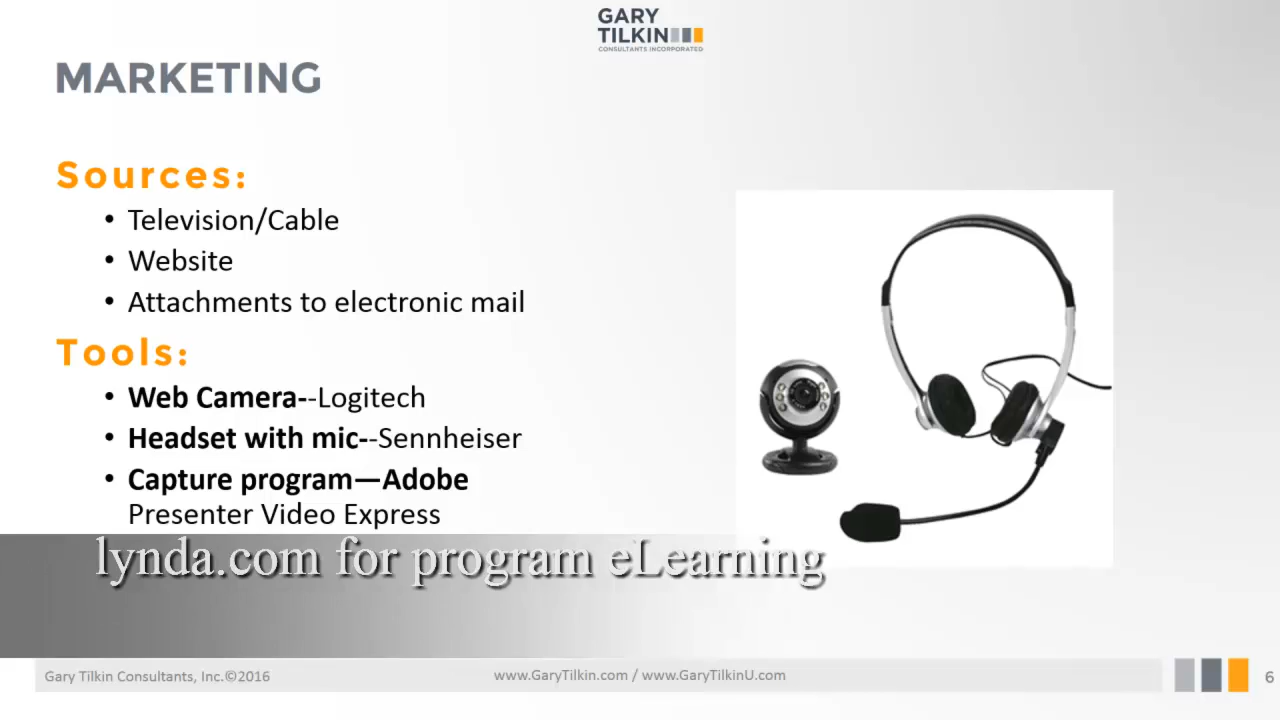 GARY
TILKIN
CONSULTANTS INCORPORATED
MARKETING
Sources:
• Television/Cable
• Website
• Attachments to electronic mail
Tools:
• Web Camera--Logitech
• Headset with mic--Sennheiser
• Capture program—Adobe
Presenter Video Express
lynda.com for program eLearning
Gary Tilkin Consultants, Inc.©2016
www.GaryTilkin.com / www.GaryTilkinU.com
6